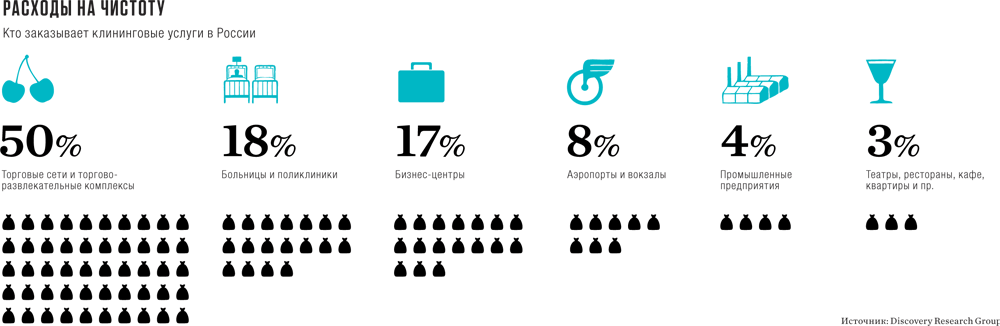 РАСХОДЫ НА ЧИСТОТУ
Кто заказывает клининговые услуги в России
50%
Торговые сети и торгово-
развлекательные комплексы
18%
Больницы и поликлиники
17%
Бизнес-центры
8%
Аэропорты и вокзалы
4%
Промышленные
предприятия
3%
Театры, рестораны, кафе,
квартиры и пр.
Источник: Discovery Research Group